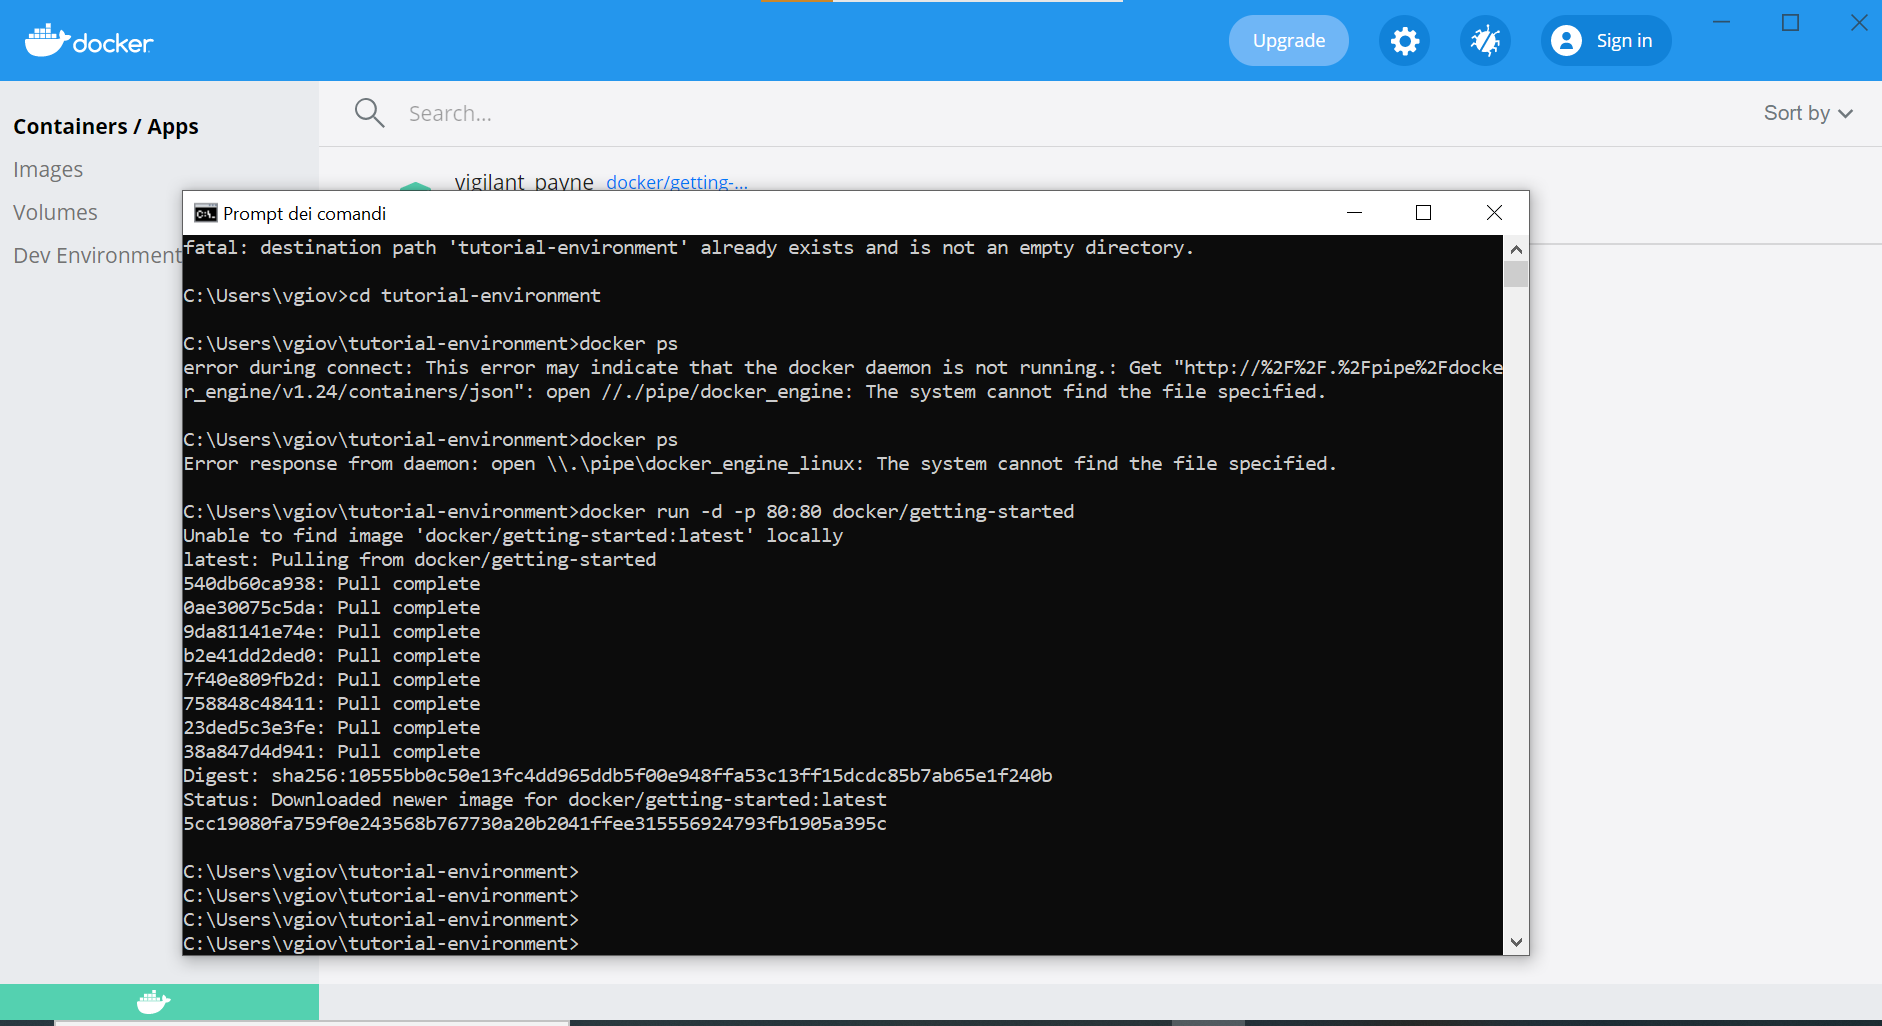 docker
Upgrade
Sign in
Containers / Apps
Images
Volumes
Dev Environment
Search...
Sort by
vigilant_payne docker/getting-...
Prompt dei comandi
fatal: destination path 'tutorial-environment' already exists and is not an empty directory.
C:\Users\vgiov>cd tutorial-environment
C:\Users\vgiov\tutorial-environment>docker ps
error during connect: This error may indicate that the docker daemon is not running.: Get "http://%2F%2F.%2Fpipe%2Fdocke
r_engine/v1.24/containers/json": open //./pipe/docker_engine: The system cannot find the file specified.
C:\Users\vgiov\tutorial-environment>docker ps
Error response from daemon: open \\.\pipe\docker_engine_linux: The system cannot find the file specified.
C:\Users\vgiov\tutorial-environment>docker run -d -p 80:80 docker/getting-started
Unable to find image 'docker/getting-started:latest' locally
latest: Pulling from docker/getting-started
540db60ca938: Pull complete
0ae30075c5da: Pull complete
9da81141e74e: Pull complete
b2e41dd2ded0: Pull complete
7f40e809fb2d: Pull complete
758848c48411: Pull complete
23ded5c3e3fe: Pull complete
38a847d4d941: Pull complete
Digest: sha256:10555bb0c50e13fc4dd965ddb5f00e948ffa53c13ff15dcdc85b7ab65e1f240b
Status: Downloaded newer image for docker/getting-started:latest
5cc19080fa759f0e243568b767730a20b2041ffee315556924793fb1905a395c
C:\Users\vgiov\tutorial-environment>
C:\Users\vgiov\tutorial-environment>
C:\Users\vgiov\tutorial-environment>
C:\Users\vgiov\tutorial-environment>